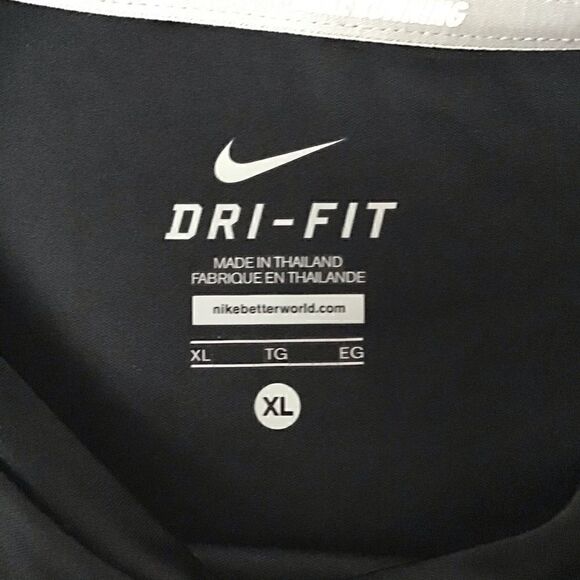 DRI-FIT
MADE IN THAILAND
FABRIQUE EN THAILANDE
nikebetterworld.com
XL TG EG
XL